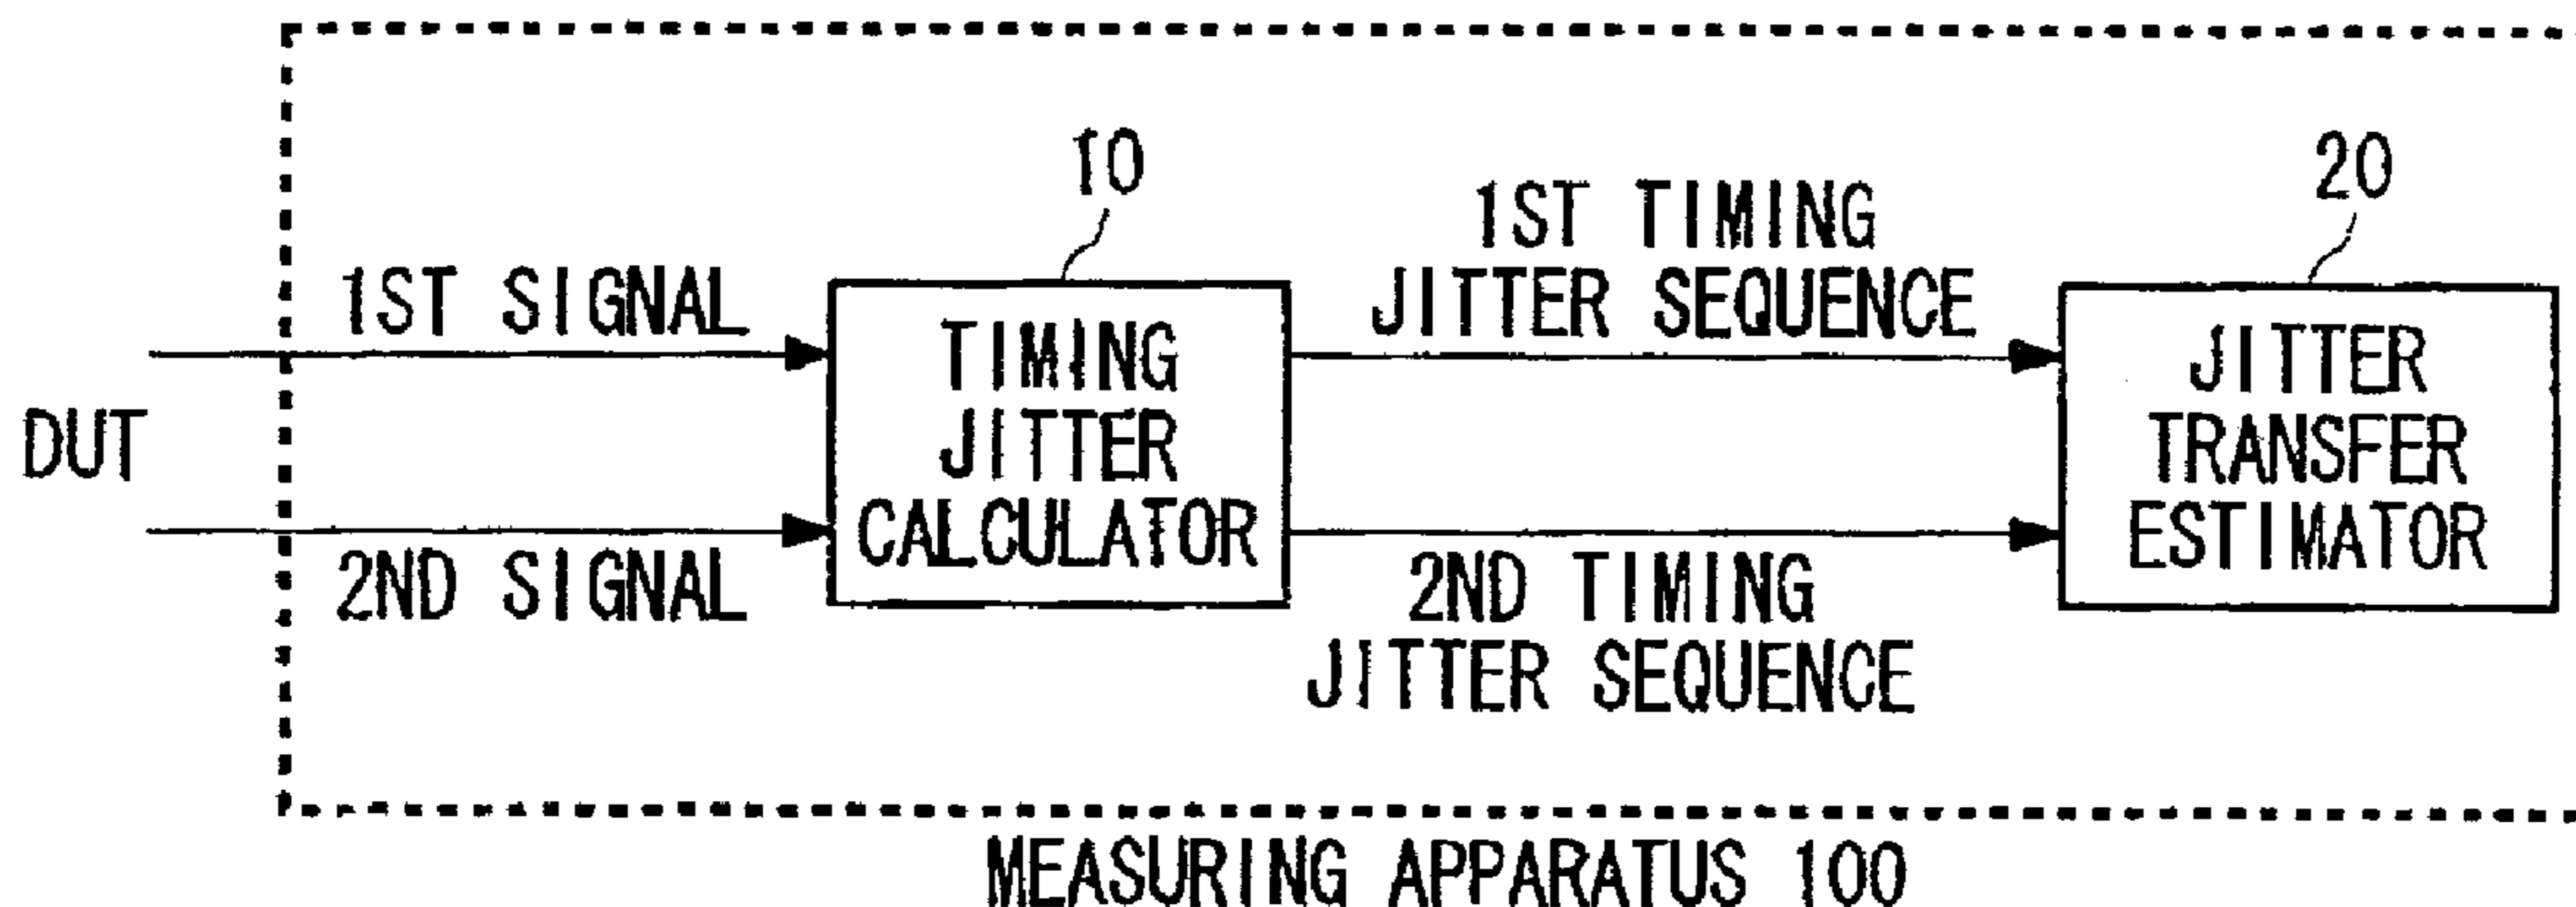 10
20
1ST SIGNAL
1ST TIMING
JITTER SEQUENCE
DUT
TIMING
JITTER
CALCULATOR
JITTER
TRANSFER
ESTIMATOR
2ND SIGNAL
2ND TIMING
JITTER SEQUENCE
MEASURING APPARATUS 100